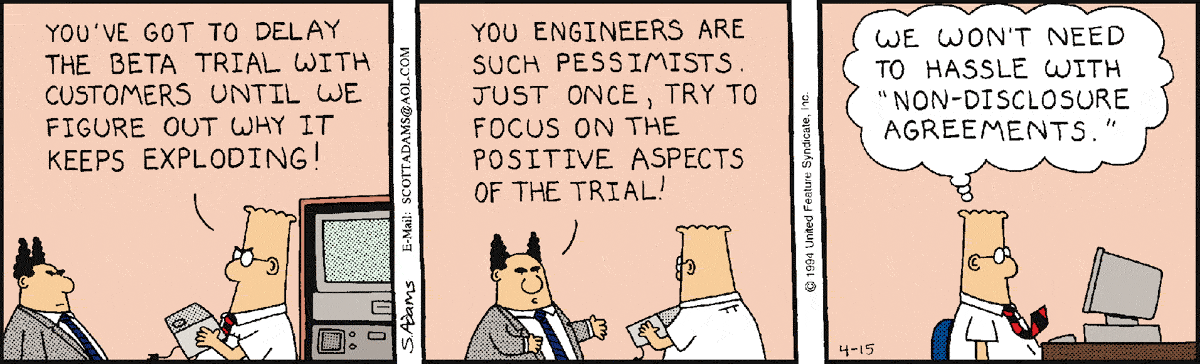 YOU'VE GOT TO DELAY
THE BETA TRIAL WITH
CUSTOMERS UNTIL WE
FIGURE OUT WHY IT
KEEPS EXPLODING!
S. Adams
E-Mail: SCOTTADAMS@AOL.COM
YOU ENGINEERS ARE
SUCH PESSIMISTS.
JUST ONCE, TRY TO
FOCUS ON THE
POSITIVE ASPECTS
OF THE TRIAL!
© 1994 United Feature Syndicate, Inc.
WE WON'T NEED
TO HASSLE WITH
"NON-DISCLOSURE
AGREEMENTS."
4-15